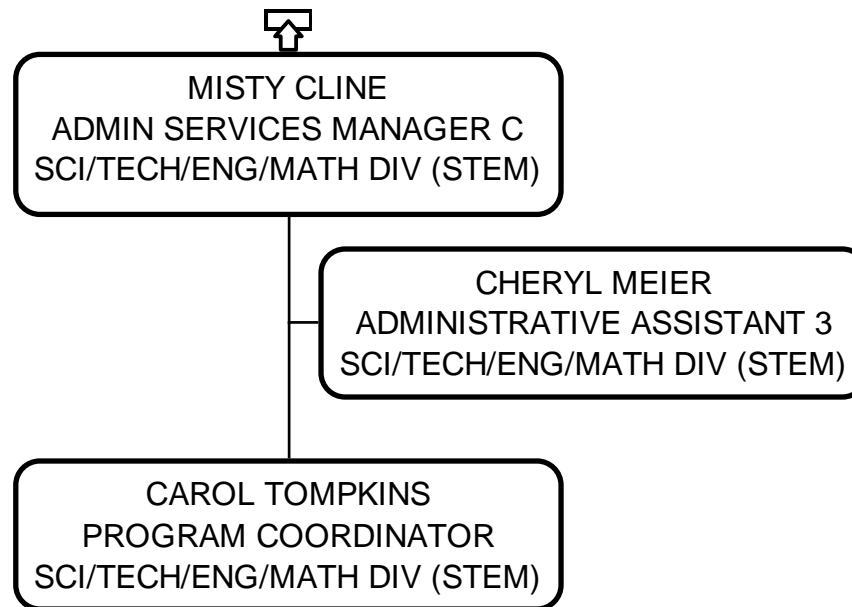 MISTY CLINE
ADMIN SERVICES MANAGER C
SCI/TECH/ENG/MATH DIV (STEM)
CHERYL MEIER
ADMINISTRATIVE ASSISTANT 3
SCI/TECH/ENG/MATH DIV (STEM)
CAROL TOMPKINS
PROGRAM COORDINATOR
SCI/TECH/ENG/MATH DIV (STEM)